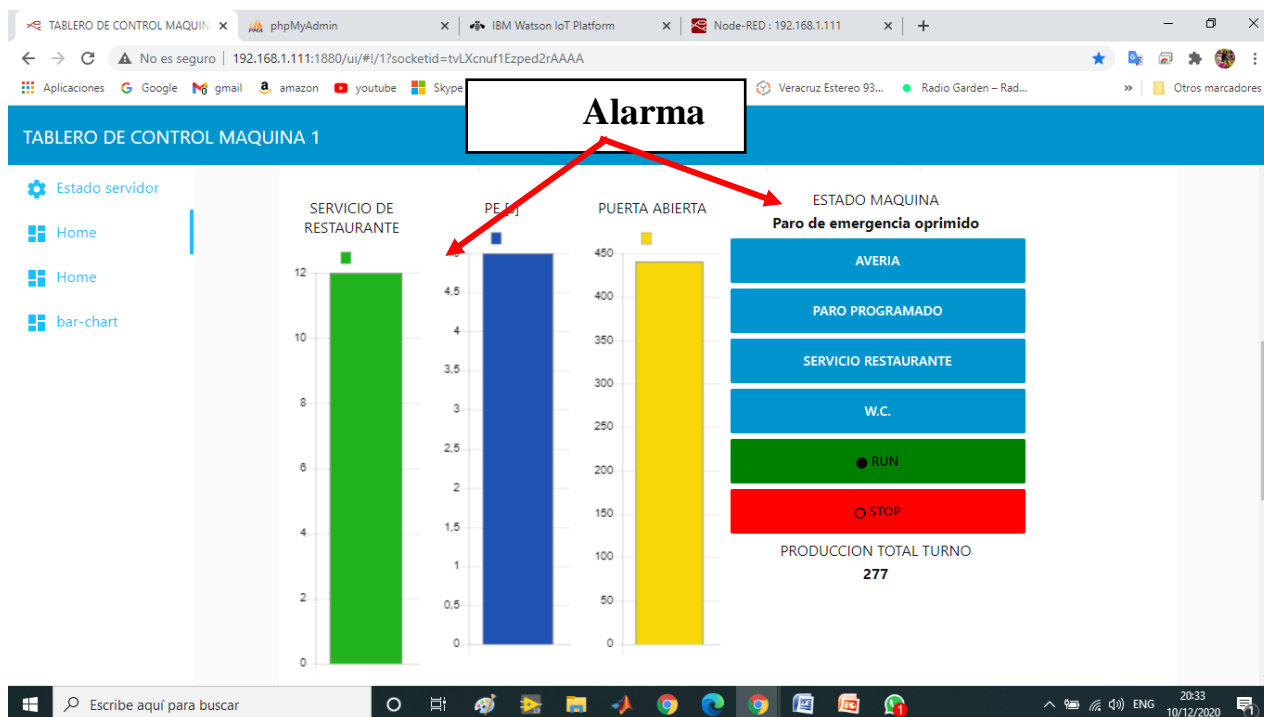 TABLERO DE CONTROL MAQUIN
phpMyAdmin
IBM Watson IoT Platform
Node-RED : 192.168.1.111
No es seguro
192.168.1.111:1880/ui/#!/1?socketid=tvLXcnuf1Ezped2rAAAA
Aplicaciones
Google
gmail
amazon
youtube
Skype
Veracruz Estereo 93...
Radio Garden – Rad...
»
Otros marcadores
Alarma
TABLERO DE CONTROL MAQUINA 1
Estado servidor
Home
Home
bar-chart
SERVICIO DE
RESTAURANTE
12
10
8
6
4
2
0
PE
4,5
4
3,5
3
2,5
2
1,5
1
0,5
0
PUERTA ABIERTA
450
400
350
300
250
200
150
100
50
0
ESTADO MAQUINA
Paro de emergencia oprimido
AVERIA
PARO PROGRAMADO
SERVICIO RESTAURANTE
W.C.
RUN
STOP
PRODUCCION TOTAL TURNO
277
Escribe aquí para buscar
ENG
20:33
10/12/2020